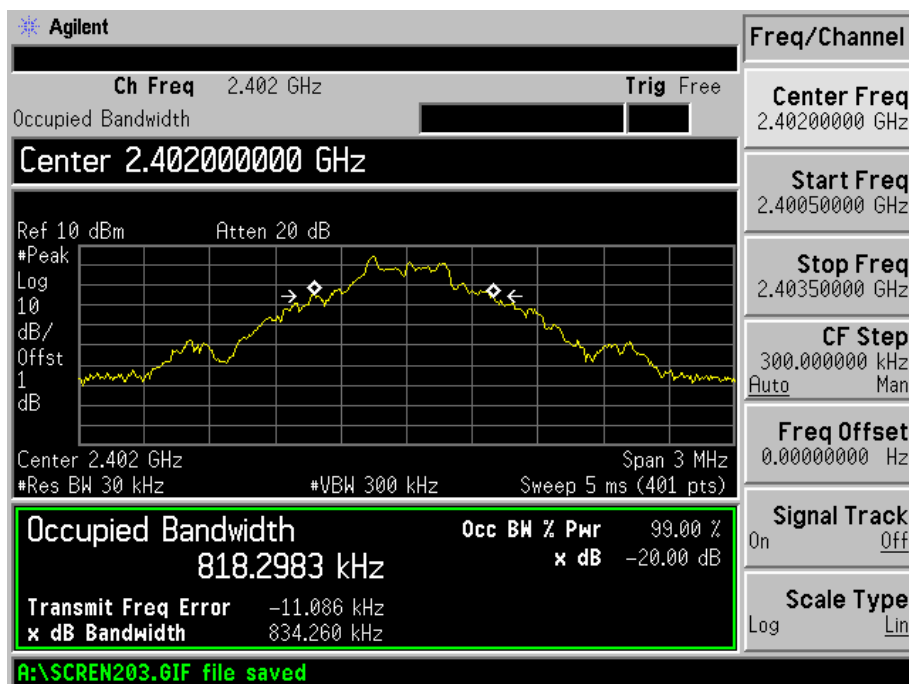 Agilent
Freq/Channel
Ch Freq 2.402 GHz Trig Free
Occupied Bandwidth
Center 2.402000000 GHz
Ref 10 dBm Atten 20 dB
#Peak
Log
10
dB/
Offst
1
dB
Center 2.402 GHz Span 3 MHz
#Res BW 30 kHz #VBW 300 kHz Sweep 5 ms (401 pts)
Occupied Bandwidth
818.2983 kHz
Occ BW % Pwr 99.00 %
x dB -20.00 dB
Transmit Freq Error -11.086 kHz
x dB Bandwidth 834.260 kHz
A:\SCREN203.GIF file saved
Center Freq
2.40200000 GHz
Start Freq
2.40050000 GHz
Stop Freq
2.40350000 GHz
CF Step
300.000000 kHz
Auto Man
Freq Offset
0.00000000 Hz
Signal Track
On Off
Scale Type
Log Lin